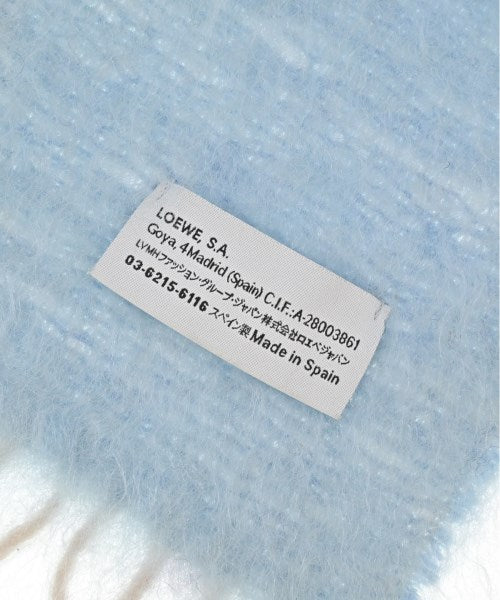 LOEWE, S.A.
Goya, 4Madrid (Spain) C.I.F.:A-28003861
LVMHファッション・グループ・ジャパン株式会社ロエベジャパン
03-6215-6116 スペイン製 Made in Spain